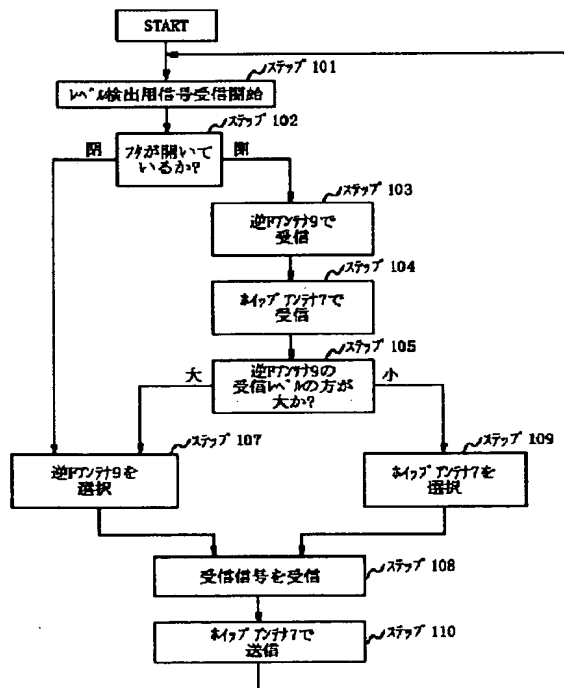 START
ステップ 101
レベル検出用信号受信開始
ステップ 102
閉
フタが開いて
いるか?
開
ステップ 103
逆Fアンテナ9で
受信
ステップ 104
ホイップアンテナ7で
受信
ステップ 105
大
逆Fアンテナ9の
受信レベルの方が
大か?
小
ステップ 107
逆Fアンテナ9を
選択
ステップ 109
ホイップアンテナ7を
選択
受信信号を受信
ステップ 108
ホイップアンテナ7で
送信
ステップ 110